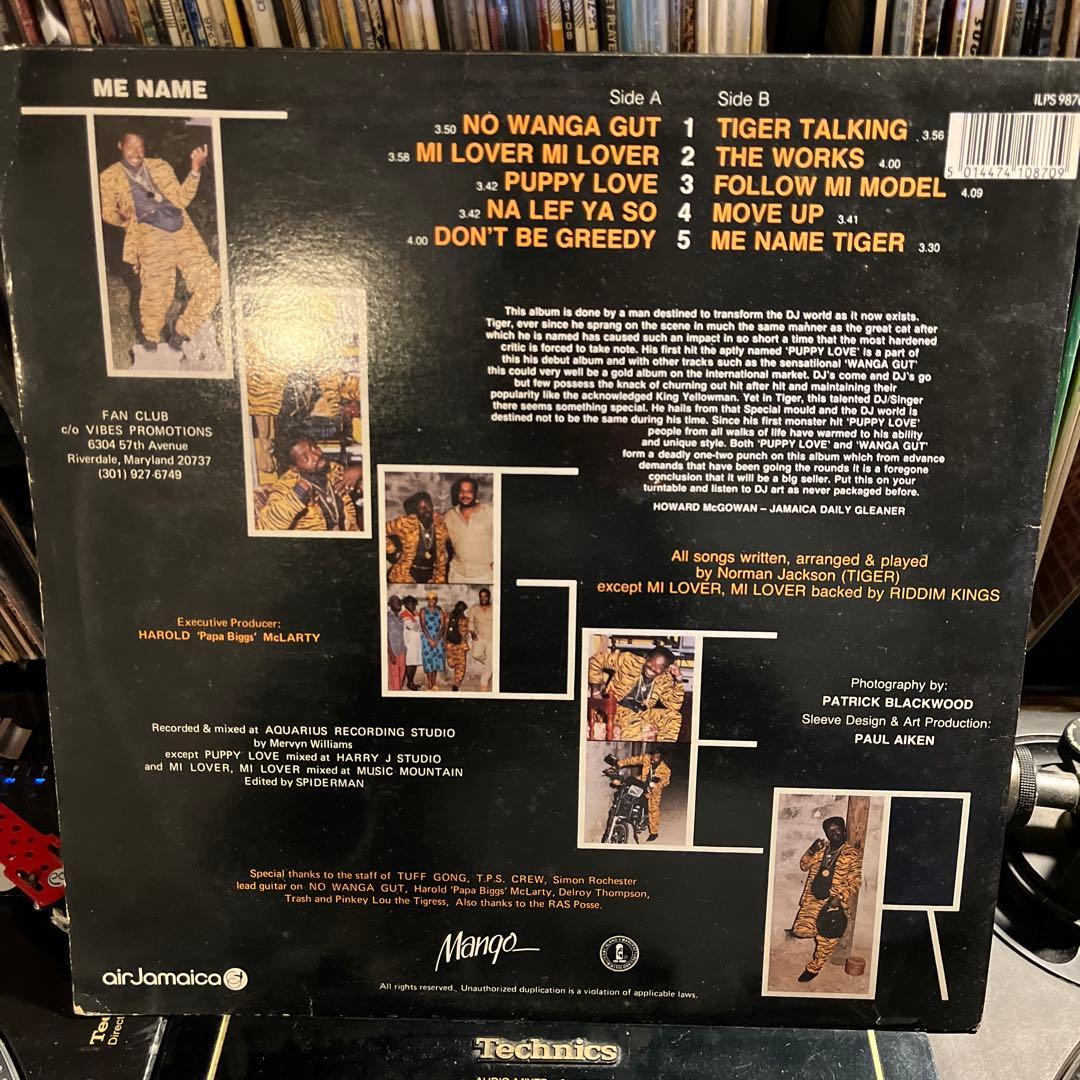 ME NAME
TIGER
Side A Side B
3.50 NO WANGA GUT 1 TIGER TALKING 3.56
3.58 MI LOVER MI LOVER 2 THE WORKS 4.00
3.42 PUPPY LOVE 3 FOLLOW MI MODEL 4.09
3.42 NA LEF YA SO 4 MOVE UP 3.41
4.00 DON'T BE GREEDY 5 ME NAME TIGER 3.30
ILPS 987
5 014474 108709
This album is done by a man destined to transform the DJ world as it now exists.
Tiger, ever since he sprang on the scene in much the same manner as the great cat after
which he is named has caused such an impact in so short a time that the most hardened
critic is forced to take note. His first hit the aptly named 'PUPPY LOVE' is a part of
this his debut album and with other tracks such as the sensatiional 'WANGA GUT'
this could very well be a gold album on the international market. DJ's come and DJ's go
but few possess the knack of churning out hit after hit and maintaining their
popularity like the acknowledged King Yellowman. Yet in Tiger, this talented DJ/Singer
there seems something special. He hails from that Special mould and the DJ world is
destined not to be the same during his time. Since his first monster hit 'PUPPY LOVE'
people from all walks of life have warmed to his ability
and unique style. Both 'PUPPY LOVE' and 'WANGA GUT'
form a deadly one-two punch on this album which from advance
demands that have been going the rounds it is a foregone
conclusion that it will be a big seller. Put this on your
turntable and listen to DJ art as never packaged before.
HOWARD McGOWAN – JAMAICA DAILY GLEANER
FAN CLUB
c/o VIBES PROMOTIONS
6304 57th Avenue
Riverdale, Maryland 20737
(301) 927-6749
All songs written, arranged & played
by Norman Jackson (TIGER)
except MI LOVER, MI LOVER backed by RIDDIM KINGS
Executive Producer:
HAROLD 'Papa Biggs' McLARTY
Photography by:
PATRICK BLACKWOOD
Sleeve Design & Art Production:
PAUL AIKEN
Recorded & mixed at AQUARIUS RECORDING STUDIO
by Mervyn Williams
except PUPPY LOVE mixed at HARRY J STUDIO
and MI LOVER, MI LOVER mixed at MUSIC MOUNTAIN
Edited by SPIDERMAN
Special thanks to the staff of TUFF GONG, T.P.S. CREW, Simon Rochester
lead guitar on NO WANGA GUT, Harold 'Papa Biggs' McLarty, Delroy Thompson,
Trash and Pinkey Lou the Tigress, Also thanks to the RAS Posse.
Mango
airJamaica
All rights reserved. Unauthorized duplication is a violation of applicable laws.
Te
Direct
Technics